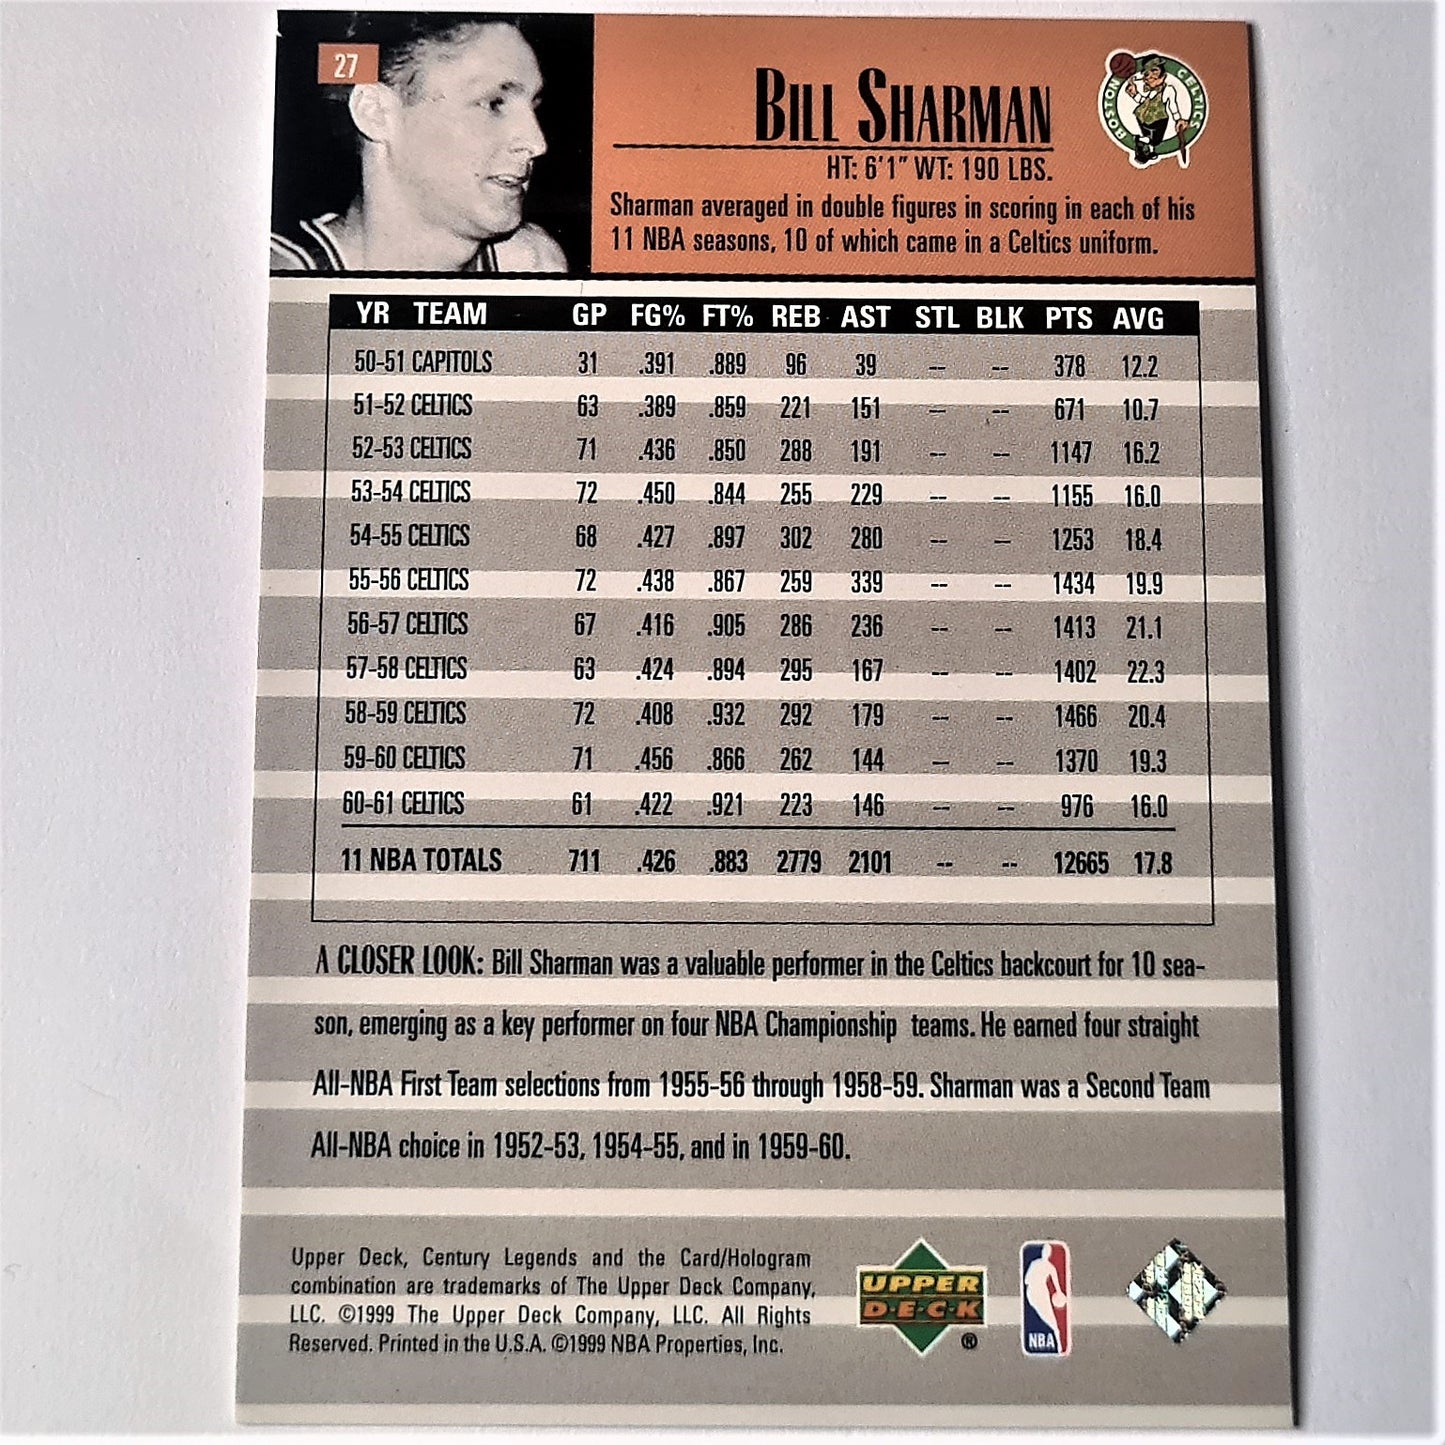 27
BILL SHARMAN
BOSTON CELTICS
HT: 6'1" WT: 190 LBS.
Sharman averaged in double figures in scoring in each of his
11 NBA seasons, 10 of which came in a Celtics uniform.
YR TEAM GP FG% FT% REB AST STL BLK PTS AVG
50-51 CAPITOLS 31 .391 .889 96 39 -- -- 378 12.2
51-52 CELTICS 63 .389 .859 221 151 -- -- 671 10.7
52-53 CELTICS 71 .436 .850 288 191 -- -- 1147 16.2
53-54 CELTICS 72 .450 .844 255 229 -- -- 1155 16.0
54-55 CELTICS 68 .427 .897 302 280 -- -- 1253 18.4
55-56 CELTICS 72 .438 .867 259 339 -- -- 1434 19.9
56-57 CELTICS 67 .416 .905 286 236 -- -- 1413 21.1
57-58 CELTICS 63 .424 .894 295 167 -- -- 1402 22.3
58-59 CELTICS 72 .408 .932 292 179 -- -- 1466 20.4
59-60 CELTICS 71 .456 .866 262 144 -- -- 1370 19.3
60-61 CELTICS 61 .422 .921 223 146 -- -- 976 16.0
11 NBA TOTALS 711 .426 .883 2779 2101 -- -- 12665 17.8
A CLOSER LOOK: Bill Sharman was a valuable performer in the Celtics backcourt for 10 sea-
son, emerging as a key performer on four NBA Championship teams. He earned four straight
All-NBA First Team selections from 1955-56 through 1958-59. Sharman was a Second Team
All-NBA choice in 1952-53, 1954-55, and in 1959-60.
Upper Deck, Century Legends and the Card/Hologram
combination are trademarks of The Upper Deck Company,
LLC. ©1999 The Upper Deck Company, LLC. All Rights
Reserved. Printed in the U.S.A. ©1999 NBA Properties, Inc.
UPPER
DECK
®
NBA